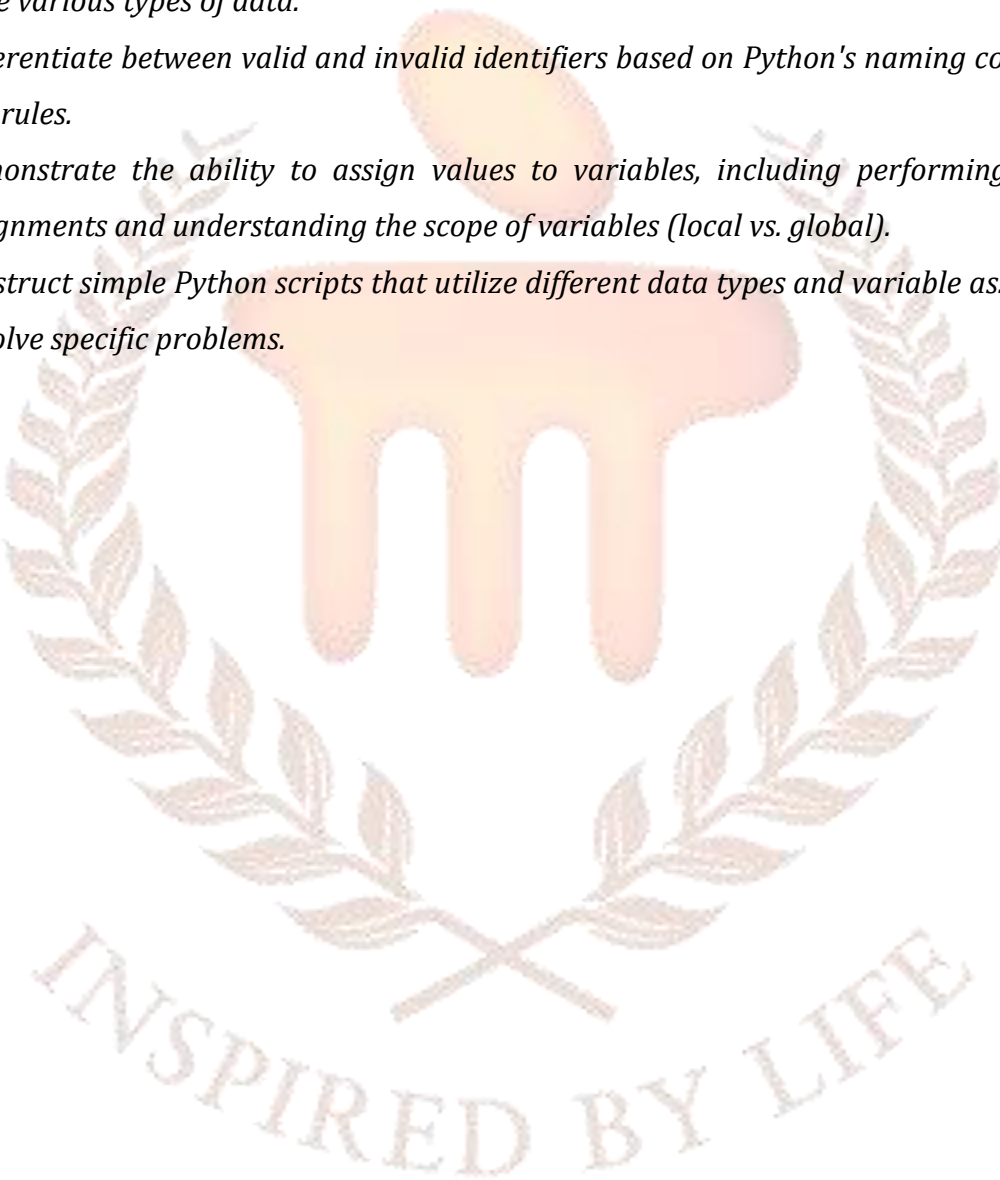 e various types of data.
erentiate between valid and invalid identifiers based on Python's naming co
rules.
nonstrate the ability to assign values to variables, including performing
gnments and understanding the scope of variables (local vs. global).
struct simple Python scripts that utilize different data types and variable as
olve specific problems.
INSPIRED BY LIFE